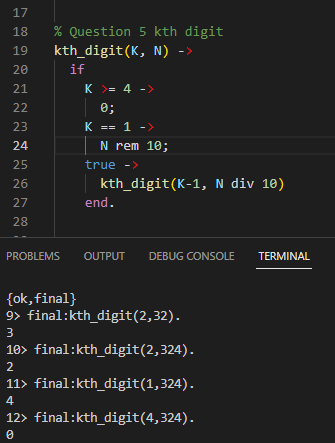 17
18 % Question 5 kth digit
19 kth_digit(K, N) ->
20 if
21 K >= 4 ->
22 0;
23 K == 1 ->
24 N rem 10;
25 true ->
26 kth_digit(K-1, N div 10)
27 end.
28
PROBLEMS OUTPUT DEBUG CONSOLE TERMINAL
{ok,final}
9> final:kth_digit(2,32).
3
10> final:kth_digit(2,324).
2
11> final:kth_digit(1,324).
4
12> final:kth_digit(4,324).
0